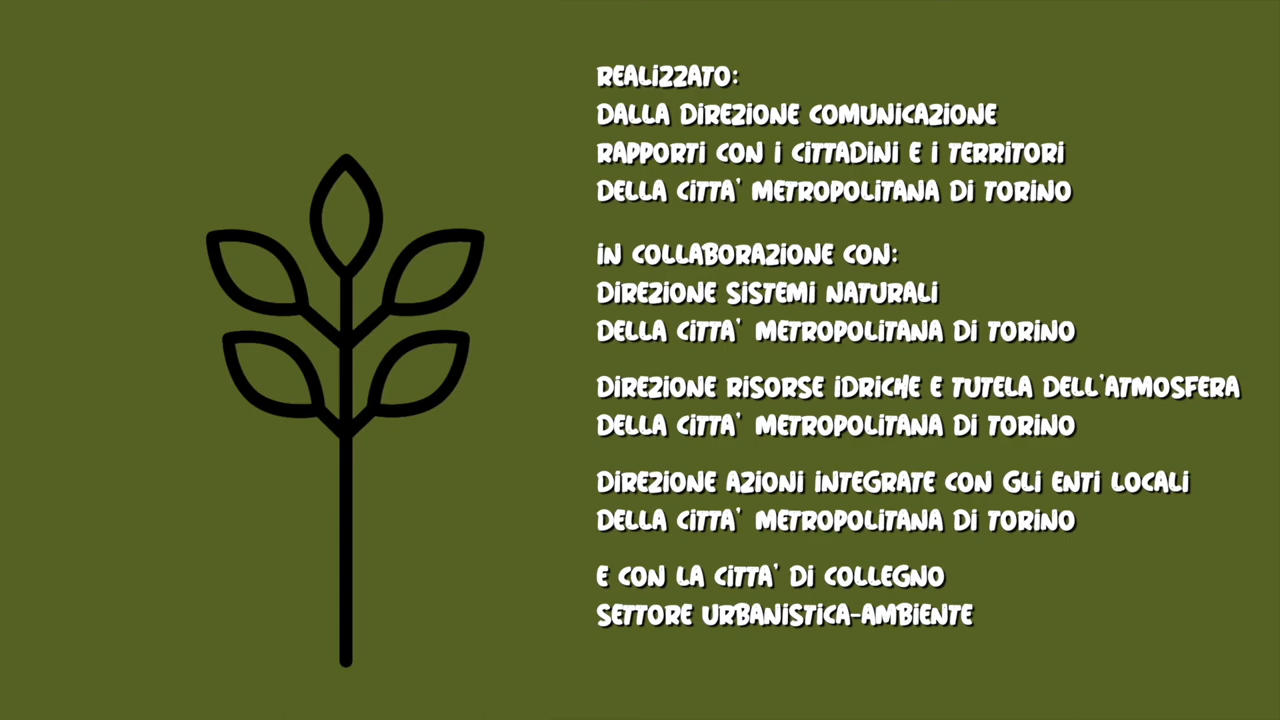 REALIZZATO:
DALLA DIREZIONE COMUNICAZIONE
RAPPORTI CON I CITTADINI E I TERRITORI
DELLA CITTA' METROPOLITANA DI TORINO
IN COLLABORAZIONE CON:
DIREZIONE SISTEMI NATURALI
DELLA CITTA' METROPOLITANA DI TORINO
DIREZIONE RISORSE IDRICHE E TUTELA DELL'ATMOSFERA
DELLA CITTA' METROPOLITANA DI TORINO
DIREZIONE AZIONI INTEGRATE CON GLI ENTI LOCALI
DELLA CITTA' METROPOLITANA DI TORINO
E CON LA CITTA' DI COLLEGNO
SETTORE URBANISTICA-AMBIENTE